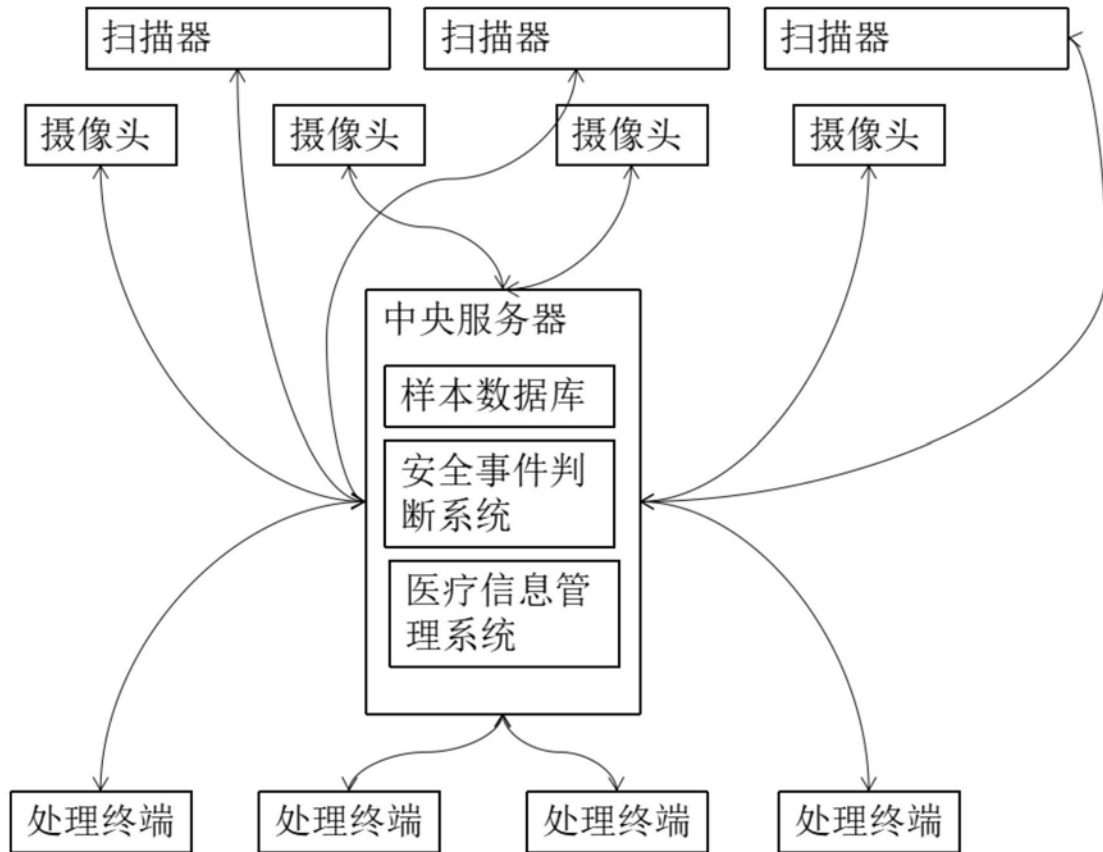 扫描器
扫描器
扫描器
摄像头
摄像头
摄像头
摄像头
中央服务器
样本数据库
安全事件判
断系统
医疗信息管
理系统
处理终端
处理终端
处理终端
处理终端